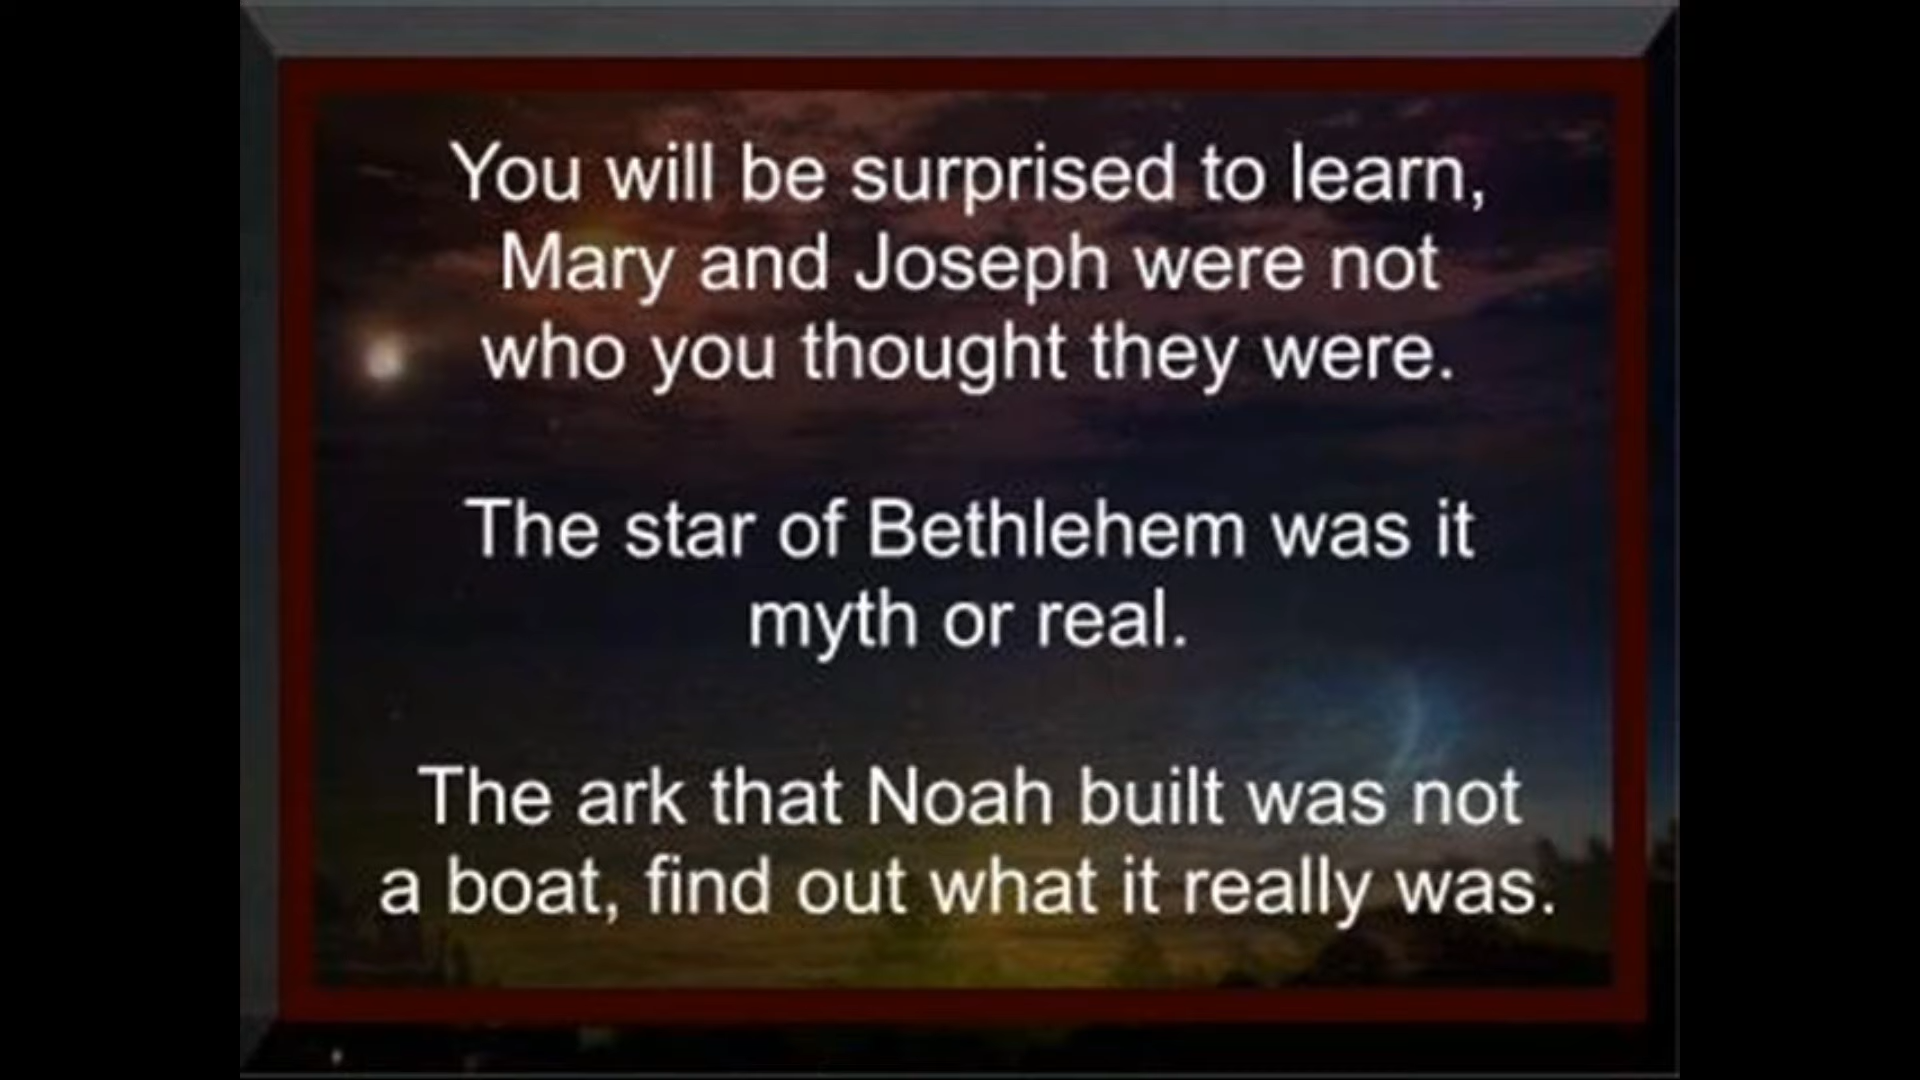 You will be surprised to learn,
Mary and Joseph were not
who you thought they were.
The star of Bethlehem was it
myth or real.
The ark that Noah built was not
a boat, find out what it really was.